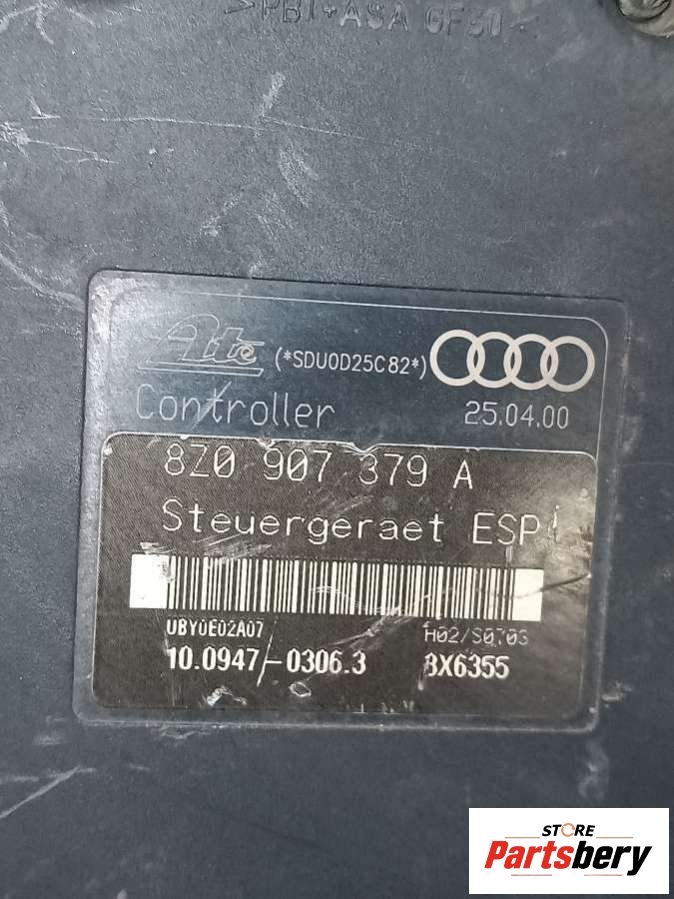 >PBT+ASA GF30
Ate (*SDU0D25C82*)
Controller 25.04.00
8Z0 907 379 A
Steuergeraet ESP
UBY0E02A07 H02/S0703
10.0947-0306.3 8X6355
STORE
Partsbery